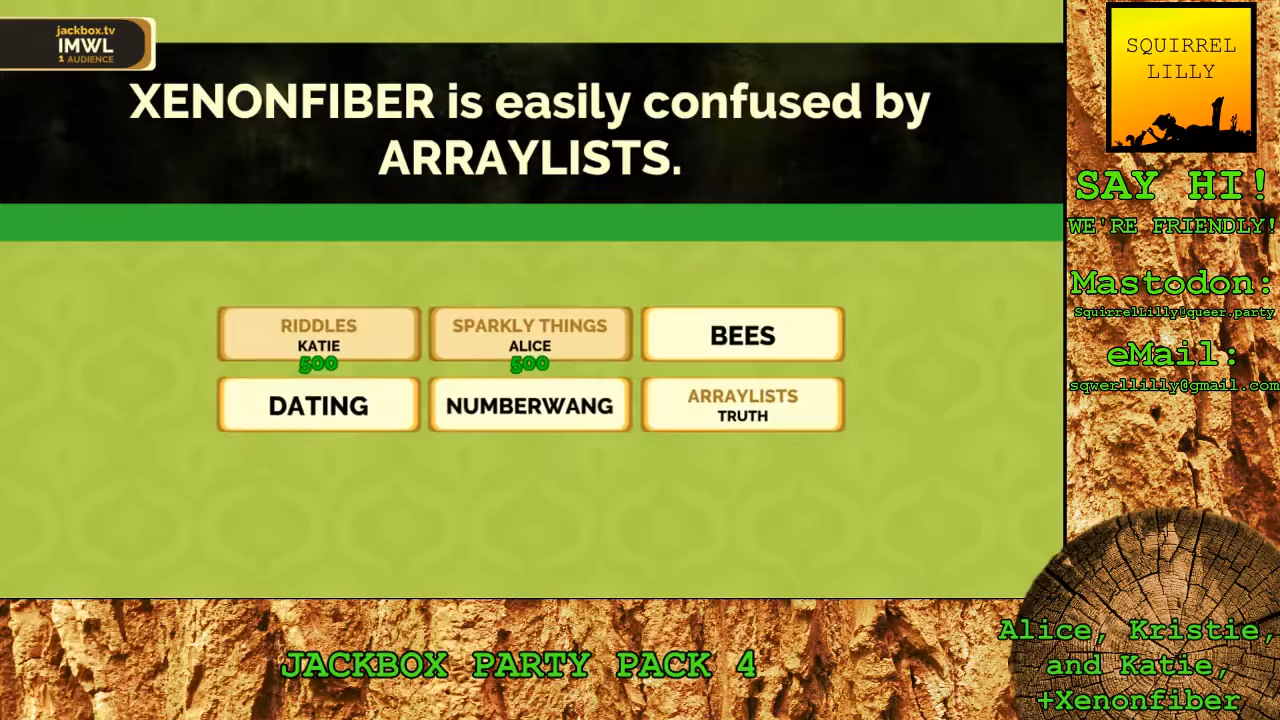 jackbox.tv
IMWL
1 AUDIENCE
XENONFIBER is easily confused by
ARRAYLISTS.
RIDDLES
KATIE
500
SPARKLY THINGS
ALICE
500
BEES
DATING
NUMBERWANG
ARRAYLISTS
TRUTH
SQUIRREL
LILLY
SAY HI!
WE'RE FRIENDLY!
Mastodon:
SquirrelLilly@queer.party
eMail:
sqwerllilly@gmail.com
JACKBOX PARTY PACK 4
Alice, Kristie,
and Katie,
+Xenonfiber